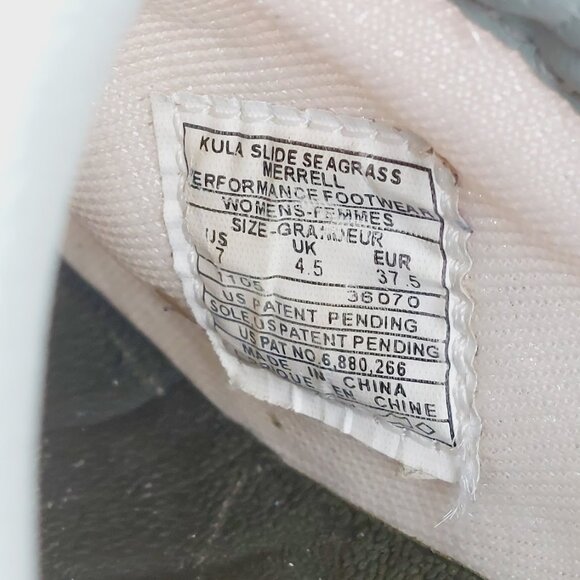 KULA SLIDE SEAGRASS
MERRELL
ERFORMANCE FOOTWEAR
WOMENS-FEMMES
SIZE-GRANDEUR
US UK EUR
7 4.5 37.5
1105 36070
US PATENT PENDING
SOLE US PATENT PENDING
US PAT NO.6,880,266
MADE IN CHINA
RIQUE EN CHINE